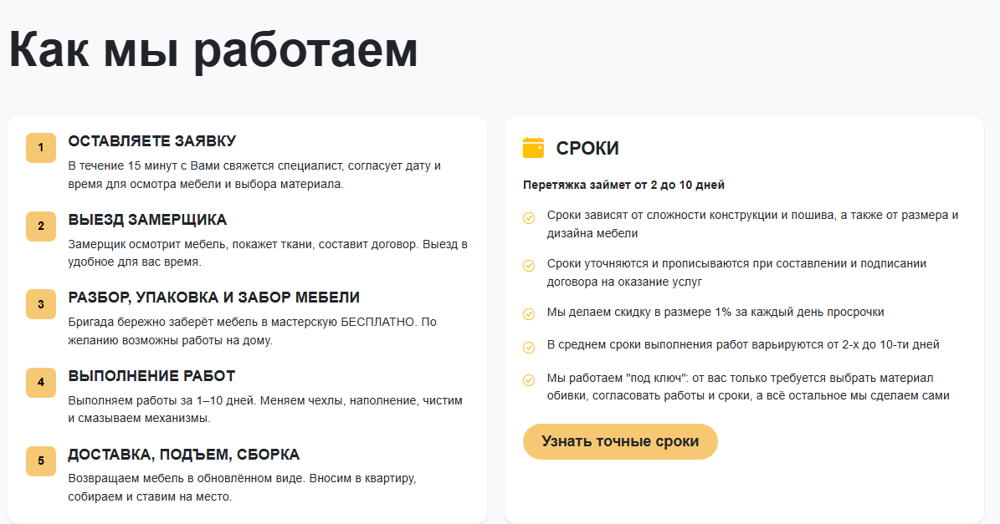 Как мы работаем
1
ОСТАВЛЯЕТЕ ЗАЯВКУ
В течение 15 минут с Вами свяжется специалист, согласует дату и
время для осмотра мебели и выбора материала.
2
ВЫЕЗД ЗАМЕРЩИКА
Замерщик осмотрит мебель, покажет ткани, составит договор. Выезд в
удобное для вас время.
3
РАЗБОР, УПАКОВКА И ЗАБОР МЕБЕЛИ
Бригада бережно заберёт мебель в мастерскую БЕСПЛАТНО. По
желанию возможны работы на дому.
4
ВЫПОЛНЕНИЕ РАБОТ
Выполняем работы за 1–10 дней. Меняем чехлы, наполнение, чистим
и смазываем механизмы.
5
ДОСТАВКА, ПОДЪЕМ, СБОРКА
Возвращаем мебель в обновлённом виде. Вносим в квартиру,
собираем и ставим на место.
СРОКИ
Перетяжка займет от 2 до 10 дней
Сроки зависят от сложности конструкции и пошива, а также от размера и
дизайна мебели
Сроки уточняются и прописываются при составлении и подписании
договора на оказание услуг
Мы делаем скидку в размере 1% за каждый день просрочки
В среднем сроки выполнения работ варьируются от 2-х до 10-ти дней
Мы работаем "под ключ": от вас только требуется выбрать материал
обивки, согласовать работы и сроки, а всё остальное мы сделаем сами
Узнать точные сроки